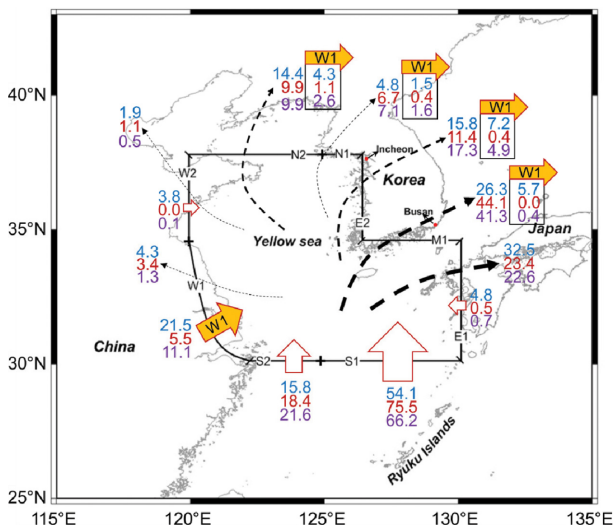 W1
W1
14.4 4.3
9.9 1.1
9.9 2.6
4.8 1.5
6.7 0.4
7.1 1.6
40°N
W1
1.9
1.1
0.5
15.8 7.2
11.4 0.4
17.3 4.9
N2
N1
Incheon
Korea
W2
W1
3.8
0.0
0.1
26.3 5.7
44.1 0.0
41.3 0.4
Busan
E2
35°N
Yellow sea
M1
Japan
4.3
3.4
1.3
32.5
23.4
22.6
W1
4.8
0.5
0.7
21.5
5.5
11.1
W1
E1
China
30°N
S2
S1
15.8
18.4
21.6
54.1
75.5
66.2
Ryuku Islands
25°N
115°E 120°E 125°E 130°E 135°E